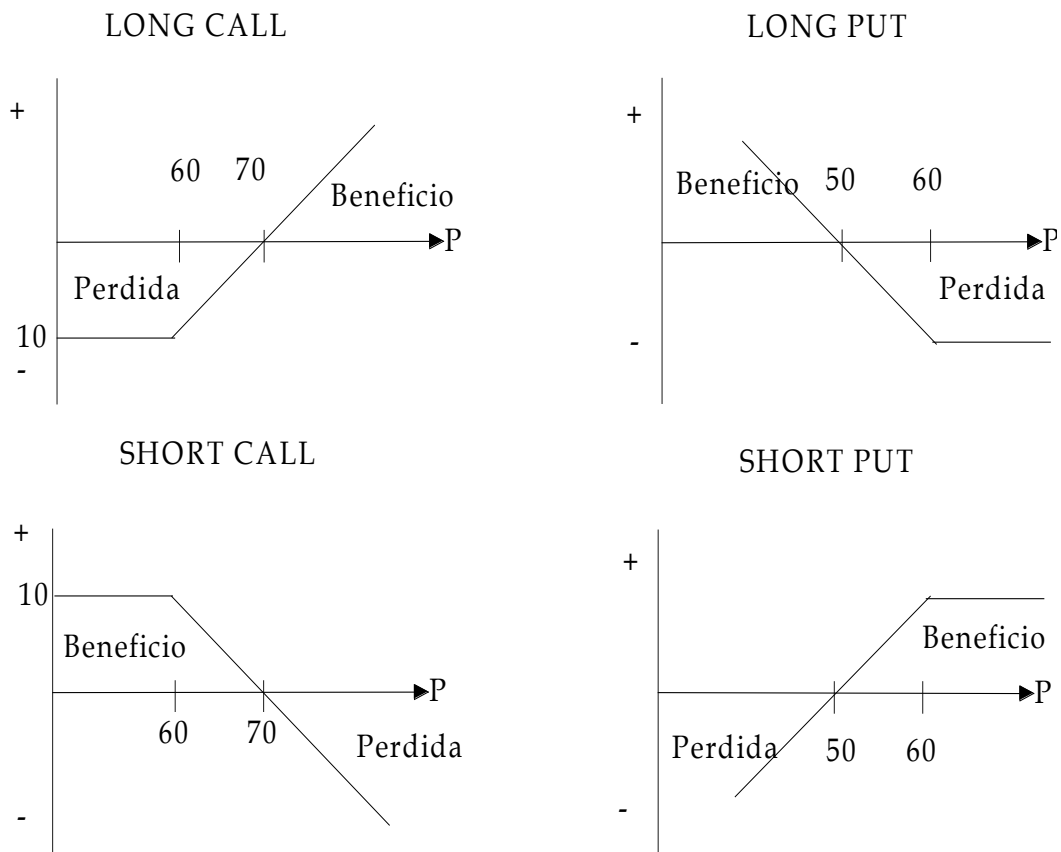 LONG CALL
+
60 70
Beneficio
P
Perdida
10
-
LONG PUT
+
Beneficio 50 60
P
Perdida
-
SHORT CALL
+
10
Beneficio
P
60 70
Perdida
-
SHORT PUT
+
Beneficio
P
Perdida 50 60
-